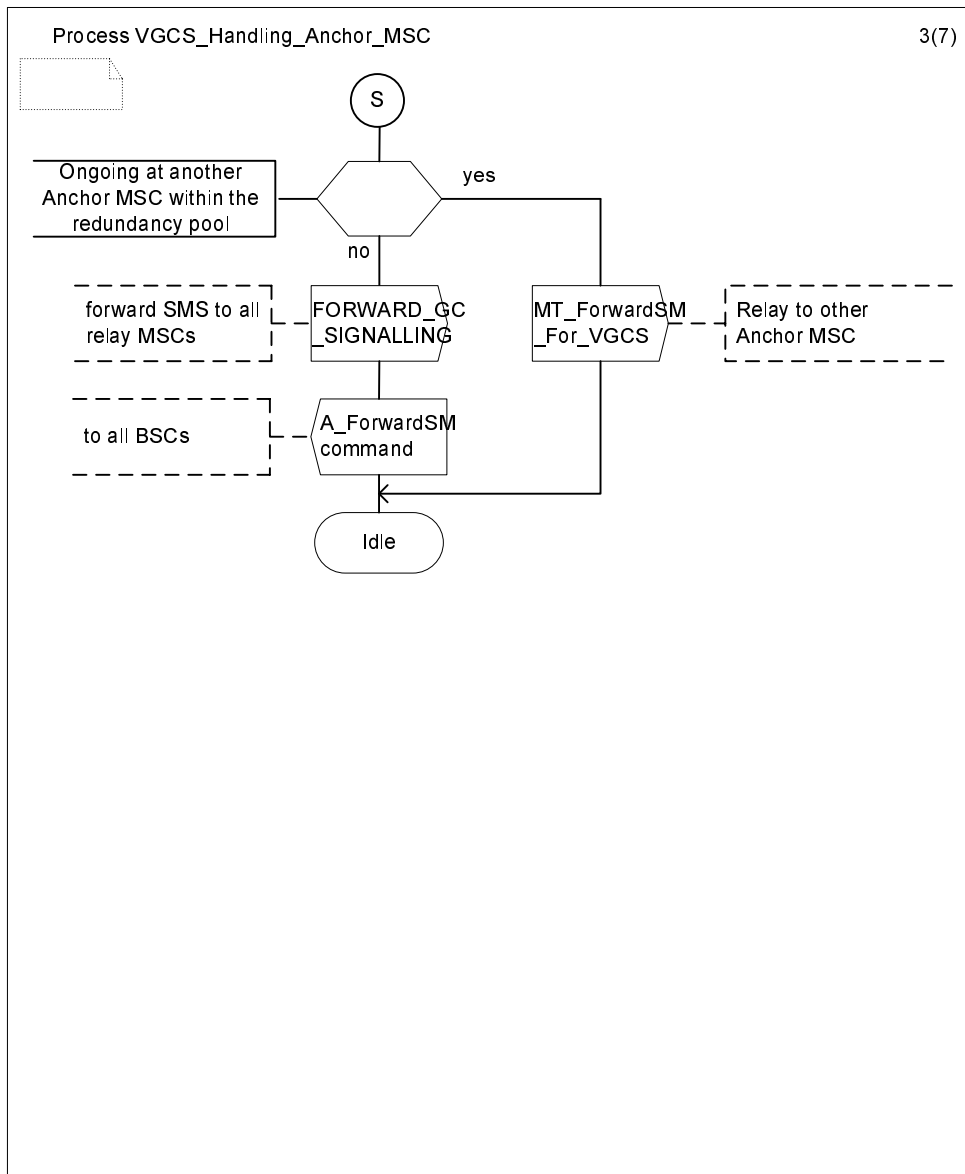 Process VGCS_Handling_Anchor_MSC
3(7)
S
Ongoing at another
Anchor MSC within the
redundancy pool
yes
no
forward SMS to all
relay MSCs
FORWARD_GC
_SIGNALLING
MT_ForwardSM
_For_VGCS
Relay to other
Anchor MSC
to all BSCs
A_ForwardSM
command
Idle